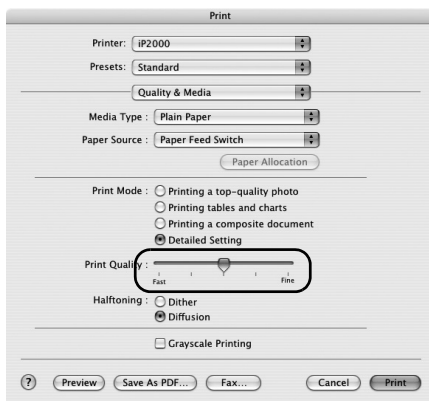 Print
Printer: iP2000
Presets: Standard
Quality & Media
Media Type : Plain Paper
Paper Source : Paper Feed Switch
Paper Allocation
Print Mode : Printing a top-quality photo
Printing tables and charts
Printing a composite document
Detailed Setting
Print Quality :
Fast Fine
Halftoning : Dither
Diffusion
Grayscale Printing
? Preview Save As PDF... Fax... Cancel Print